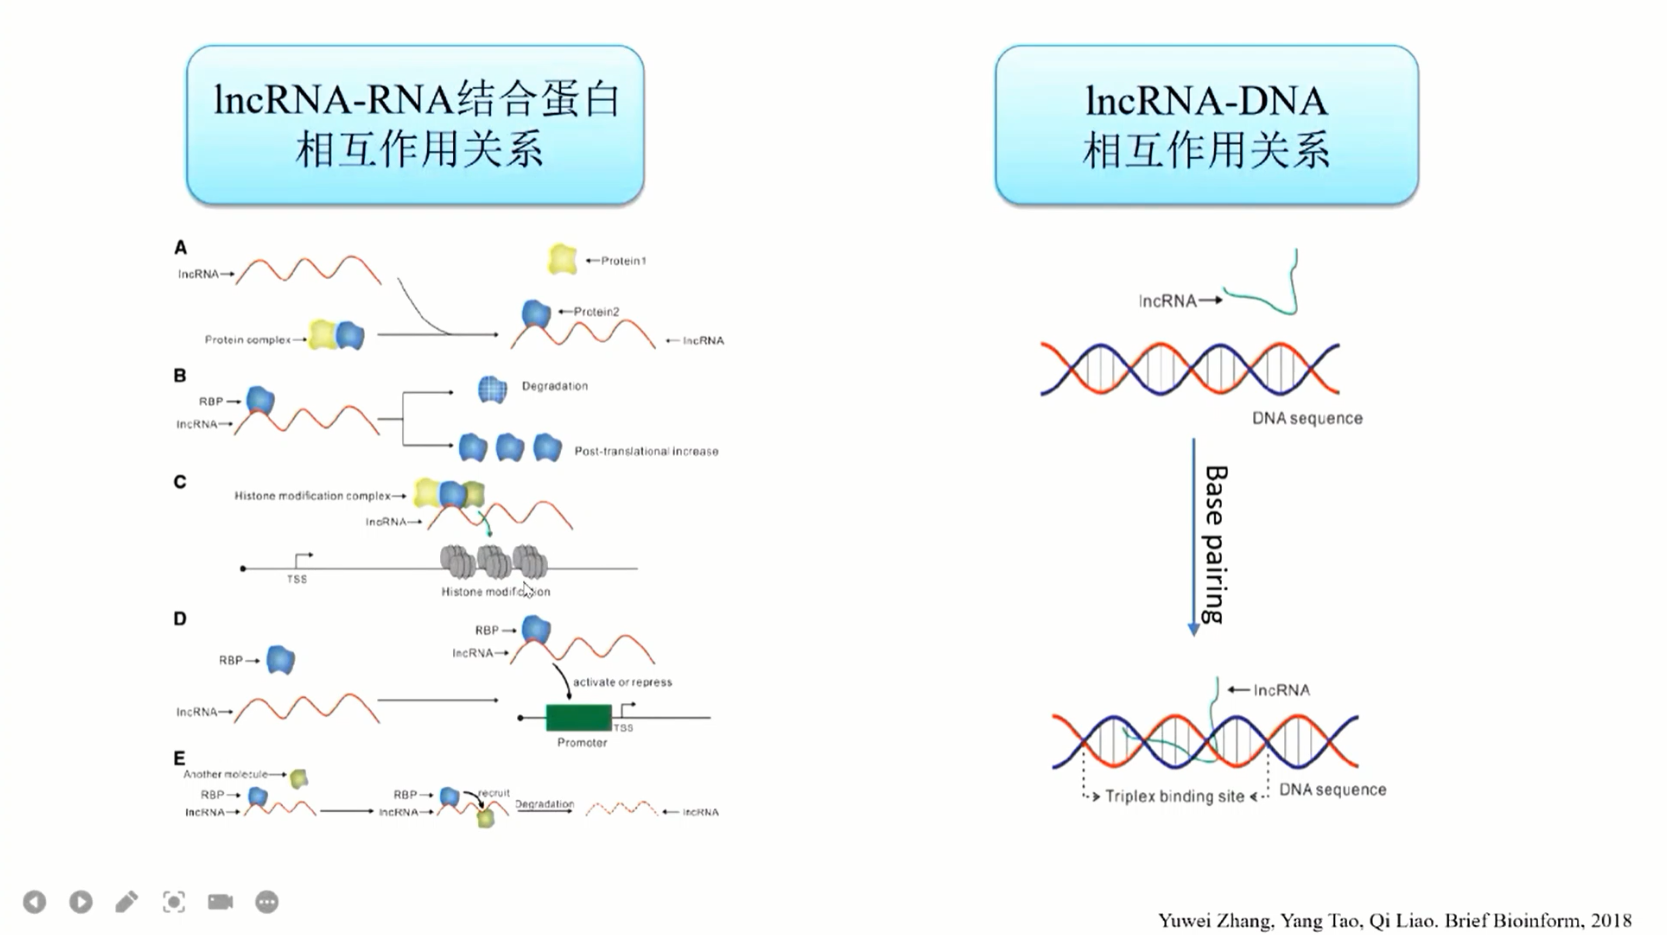 lncRNA-RNA结合蛋白
相互作用关系
A
lncRNA
Protein1
Protein2
Protein complex
lncRNA
B
RBP
lncRNA
Degradation
Post-translational increase
C
Histone modification complex
lncRNA
TSS
Histone modification
D
RBP
lncRNA
RBP
lncRNA
activate or repress
TSS
Promoter
E
Another molecule
RBP
lncRNA
RBP
lncRNA
recruit
Degradation
lncRNA
lncRNA-DNA
相互作用关系
lncRNA
DNA sequence
Base pairing
lncRNA
Triplex binding site
DNA sequence
Yuwei Zhang, Yang Tao, Qi Liao. Brief Bioinform, 2018